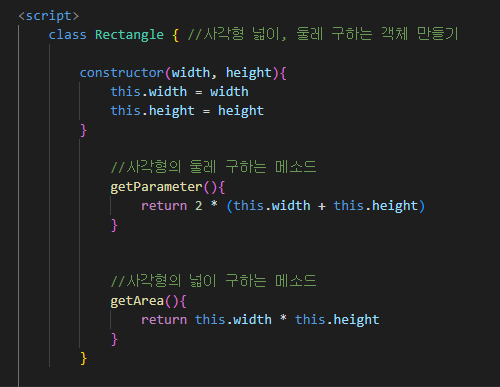 <script>
class Rectangle { //사각형 넓이, 둘레 구하는 객체 만들기
constructor(width, height){
this.width = width
this.height = height
}
//사각형의 둘레 구하는 메소드
getParameter(){
return 2 * (this.width + this.height)
}
//사각형의 넓이 구하는 메소드
getArea(){
return this.width * this.height
}
}